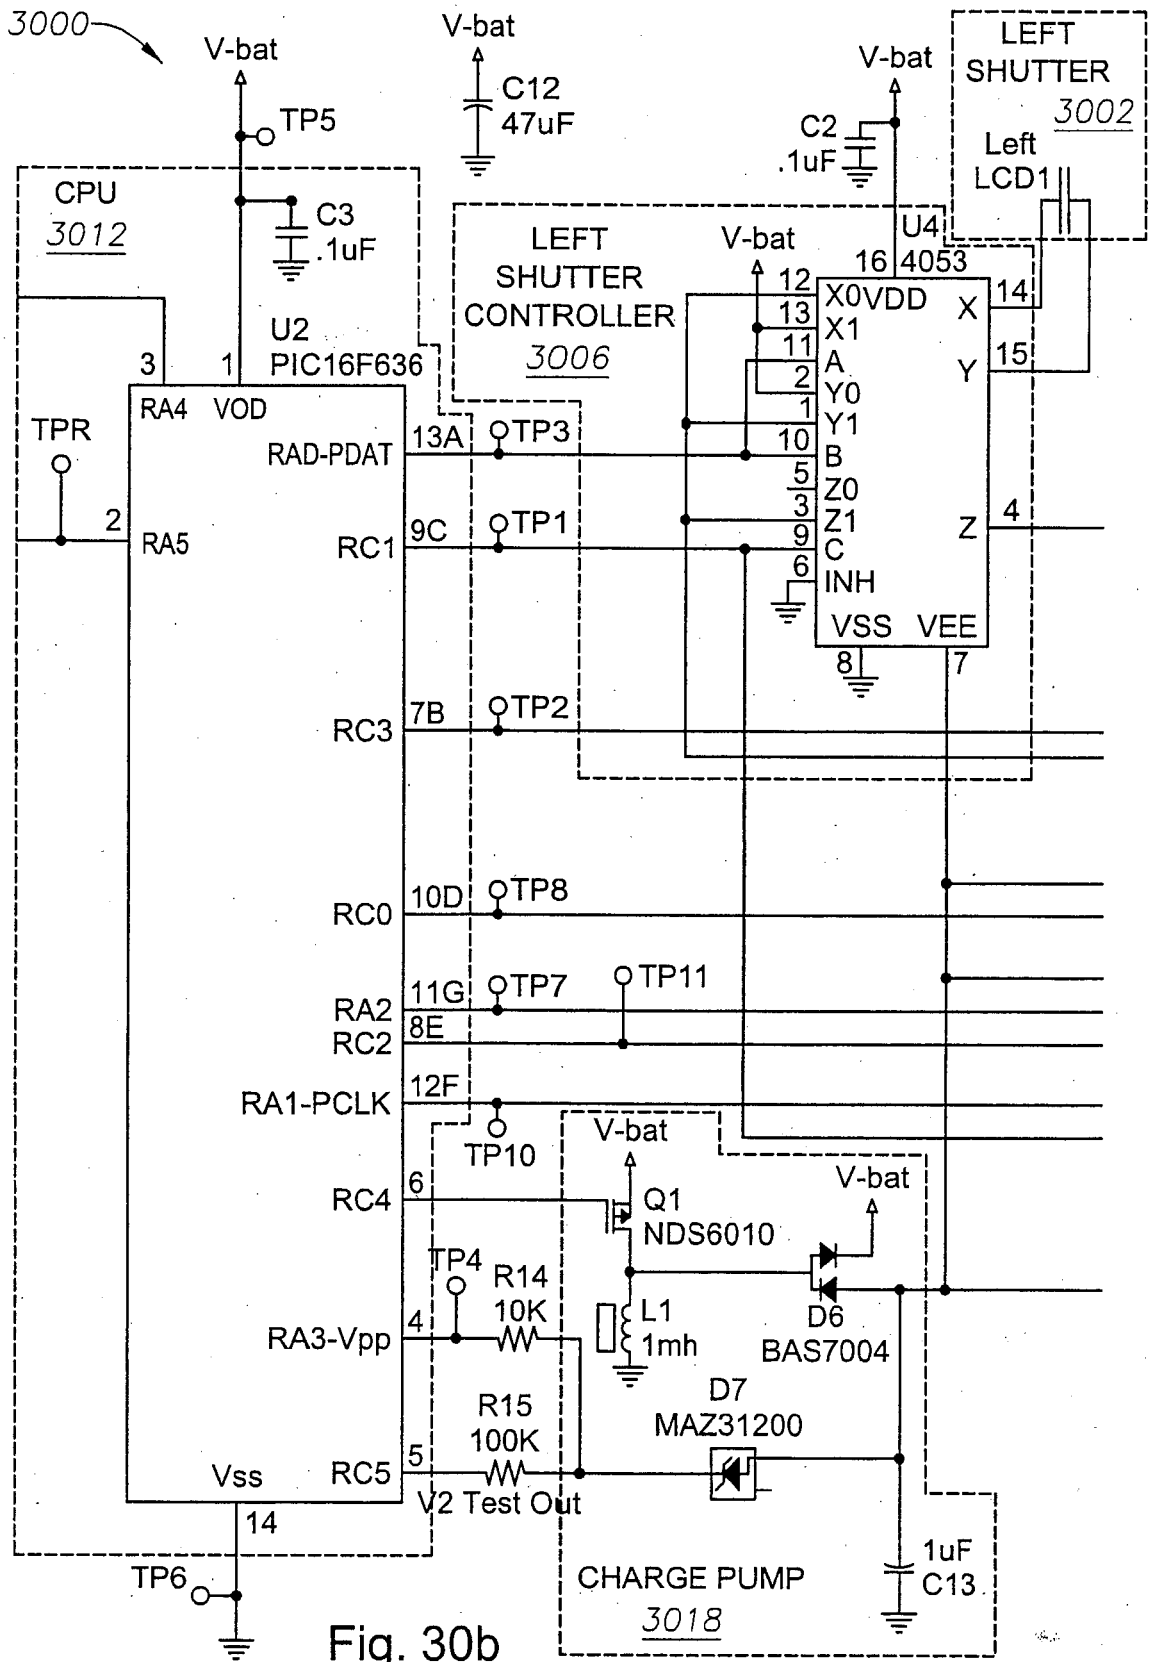 3000
V-bat
TP5
V-bat
C12
47uF
V-bat
C2
.1uF
LEFT
SHUTTER
3002
Left
LCD1
CPU
3012
C3
.1uF
LEFT
SHUTTER
CONTROLLER
3006
V-bat
U4
4053
16
VDD
12
X0
13
X1
11
A
2
Y0
1
Y1
10
B
5
Z0
3
Z1
9
C
6
INH
VSS
VEE
8
7
X
14
Y
15
Z
4
U2
PIC16F636
3
1
RA4
VOD
TPR
2
RA5
RAD-PDAT
13A
TP3
RC1
9C
TP1
RC3
7B
TP2
RC0
10D
TP8
RA2
11G
TP7
TP11
RC2
8E
RA1-PCLK
12F
TP10
RC4
6
V-bat
Q1
NDS6010
V-bat
TP4
R14
10K
RA3-Vpp
4
L1
1mh
D6
BAS7004
D7
MAZ31200
R15
100K
RC5
5
V2 Test Out
Vss
14
TP6
1uF
C13
CHARGE PUMP
3018
Fig. 30b